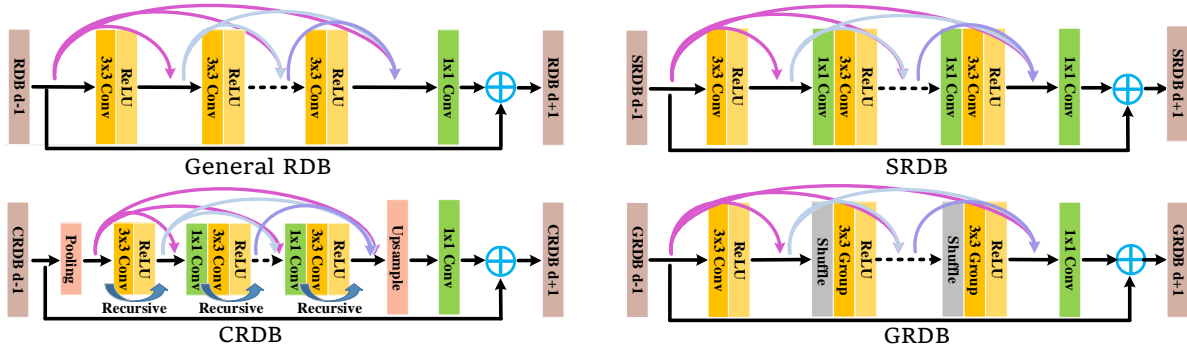 RDB d-1
3x3 Conv
ReLU
3x3 Conv
ReLU
3x3 Conv
ReLU
1x1 Conv
RDB d+1
General RDB
SRDB d-1
3x3 Conv
ReLU
1x1 Conv
3x3 Conv
ReLU
1x1 Conv
3x3 Conv
ReLU
1x1 Conv
SRDB d+1
SRDB
CRDB d-1
Pooling
3x3 Conv
ReLU
1x1 Conv
3x3 Conv
ReLU
1x1 Conv
3x3 Conv
ReLU
Upsample
1x1 Conv
CRDB d+1
Recursive
Recursive
Recursive
CRDB
GRDB d-1
3x3 Conv
ReLU
Shuffle
3x3 Group
ReLU
Shuffle
3x3 Group
ReLU
1x1 Conv
GRDB d+1
GRDB